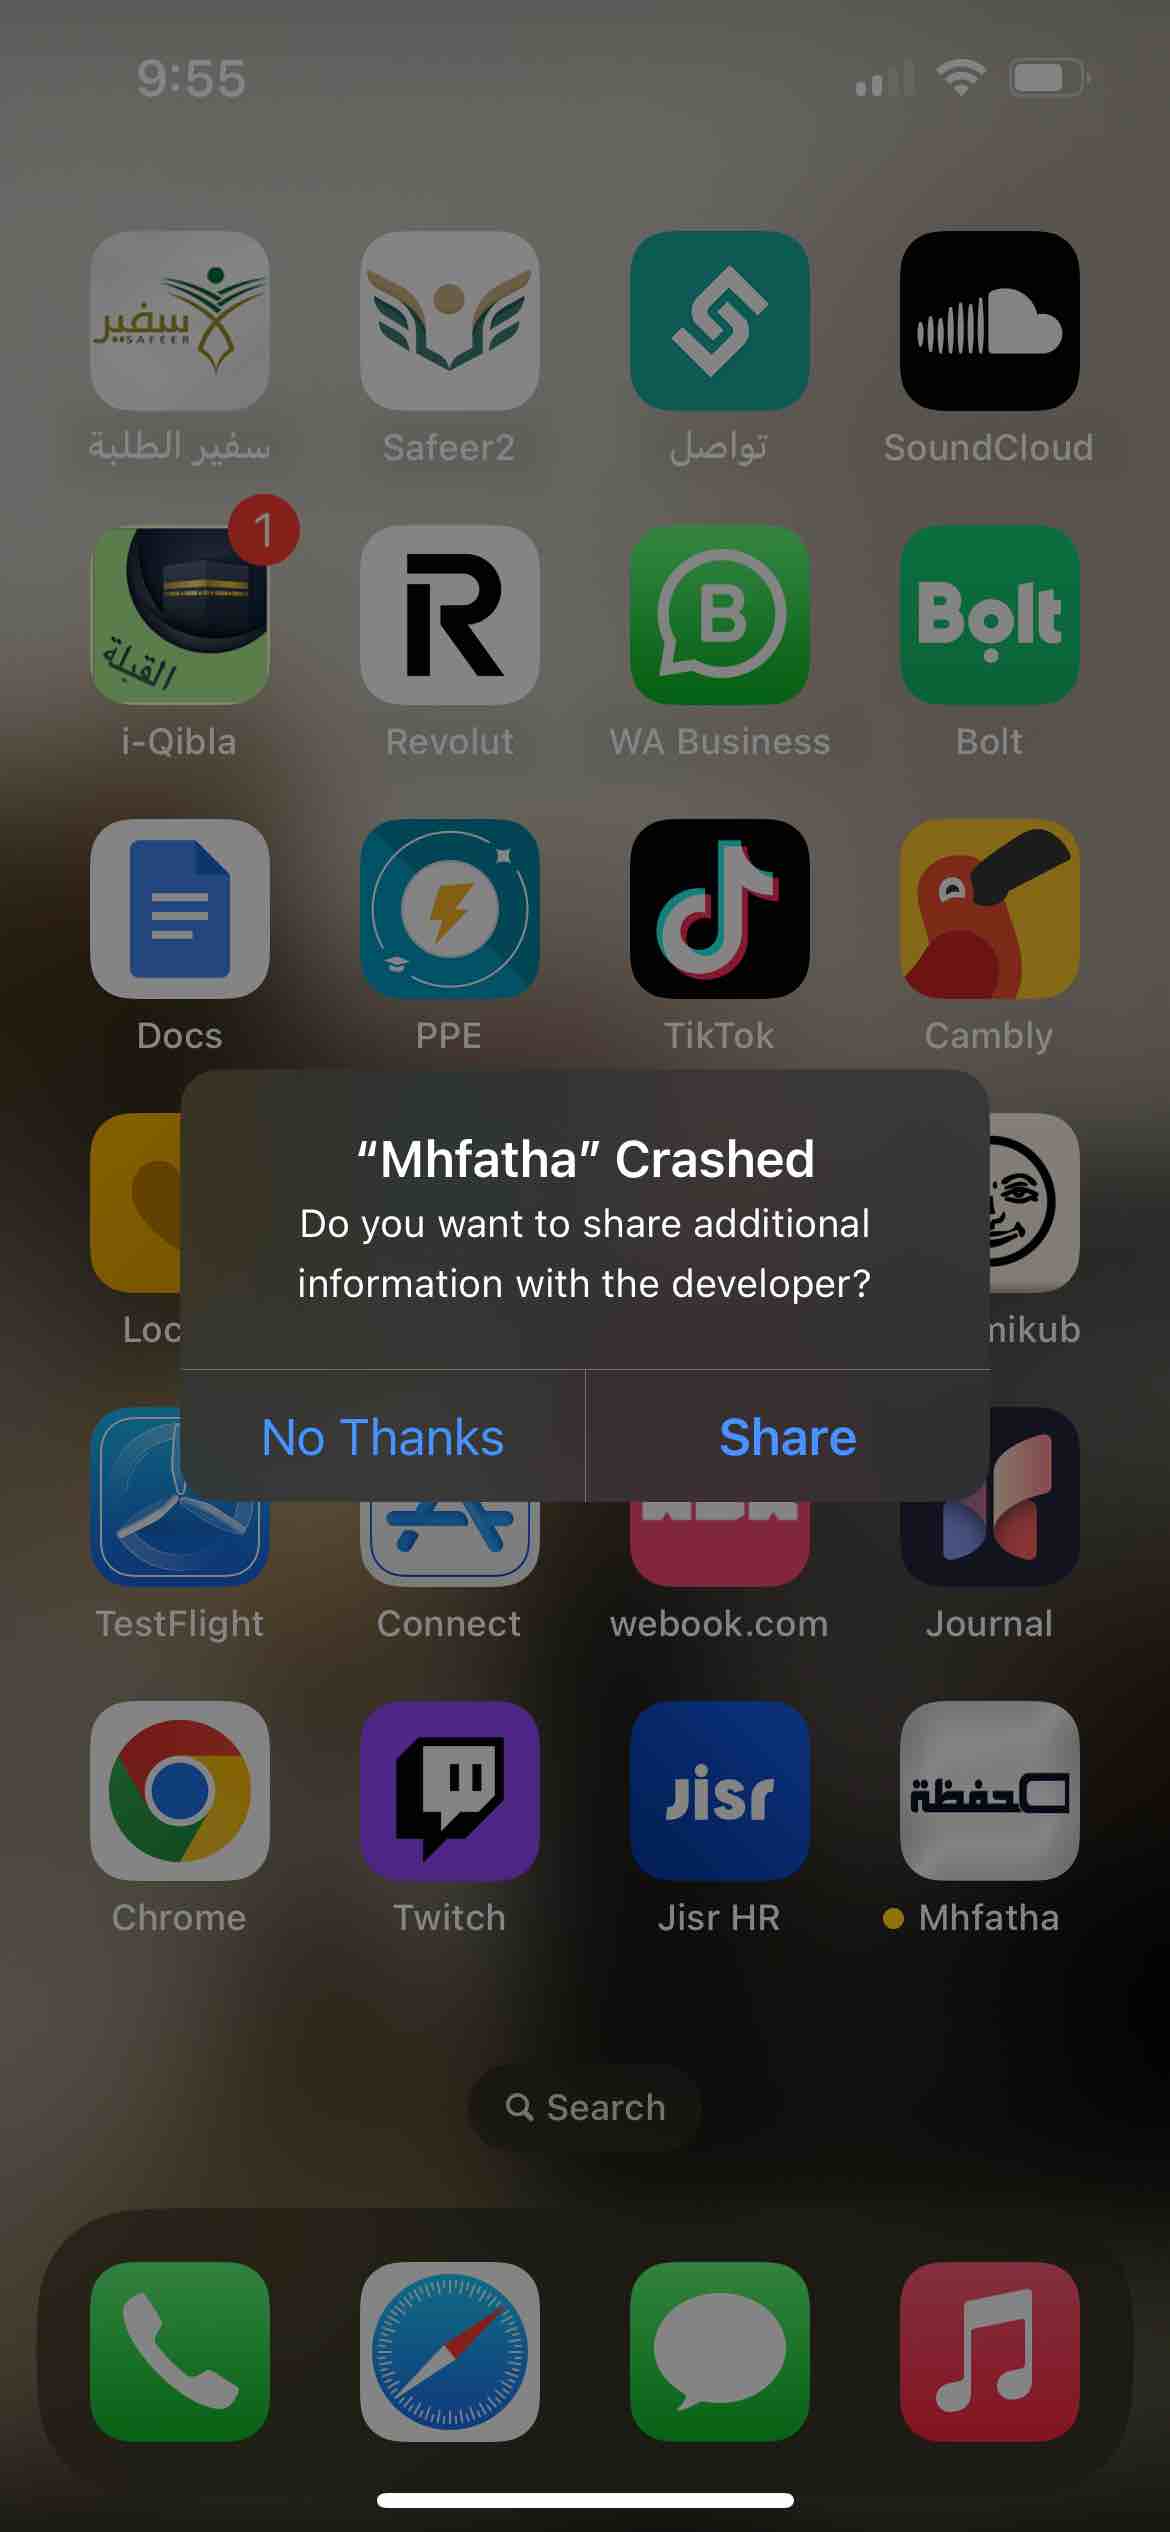 9:55
سفير
SAFEER
سفير الطلبة
Safeer2
تواصل
SoundCloud
1
القبلة
i-Qibla
R
Revolut
B
WA Business
Bolt
Bolt
Docs
PPE
TikTok
Cambly
“Mhfatha” Crashed
Do you want to share additional
information with the developer?
No Thanks
Share
Loc
mikub
TestFlight
Connect
webook.com
Journal
Chrome
Twitch
Jisr
Jisr HR
محفظة
Mhfatha
Search